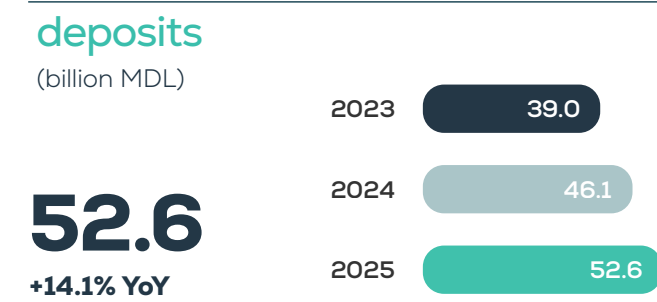 deposits
(billion MDL)
52.6
+14.1% YoY
2023 39.0
2024 46.1
2025 52.6